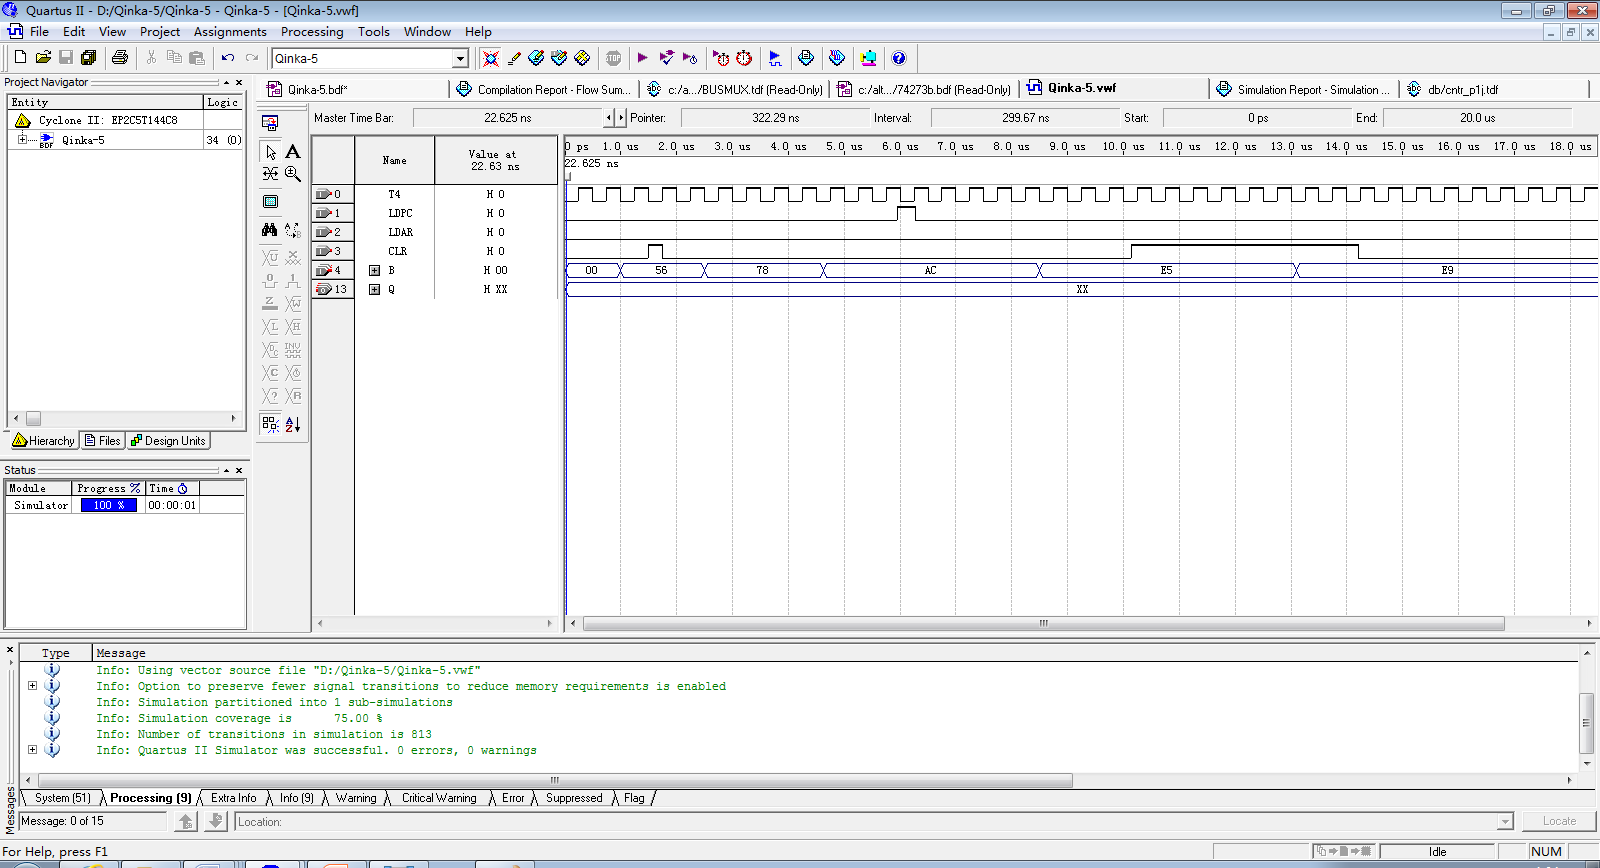 Quartus II - D:/Qinka-5/Qinka-5 - Qinka-5 - [Qinka-5.vwf]
File Edit View Project Assignments Processing Tools Window Help
Qinka-5
Project Navigator
Entity Logic
Cyclone II: EP2C5T144C8
Qinka-5 34 (0)
Hierarchy Files Design Units
Status
Module Progress % Time
Simulator 100 % 00:00:01
Qinka-5.bdf* Compilation Report - Flow Sum... c:/a.../BUSMUX.tdf (Read-Only) c:/alt.../74273b.bdf (Read-Only) Qinka-5.vwf Simulation Report - Simulation ... db/cntr_p1j.tdf
Master Time Bar: 22.625 ns Pointer: 322.29 ns Interval: 299.67 ns Start: 0 ps End: 20.0 us
Name Value at
22.63 ns
0 ps 1.0 us 2.0 us 3.0 us 4.0 us 5.0 us 6.0 us 7.0 us 8.0 us 9.0 us 10.0 us 11.0 us 12.0 us 13.0 us 14.0 us 15.0 us 16.0 us 17.0 us 18.0 us
22.625 ns
0 T4 H 0
1 LDPC H 0
2 LDAR H 0
3 CLR H 0
4 B H 00 00 56 78 AC E5 E9
13 Q H XX XX
Type Message
Info: Using vector source file "D:/Qinka-5/Qinka-5.vwf"
Info: Option to preserve fewer signal transitions to reduce memory requirements is enabled
Info: Simulation partitioned into 1 sub-simulations
Info: Simulation coverage is 75.00 %
Info: Number of transitions in simulation is 813
Info: Quartus II Simulator was successful. 0 errors, 0 warnings
System (51) Processing (9) Extra Info Info (9) Warning Critical Warning Error Suppressed Flag
Messages
Message: 0 of 15 Location: Locate
For Help, press F1 Idle NUM